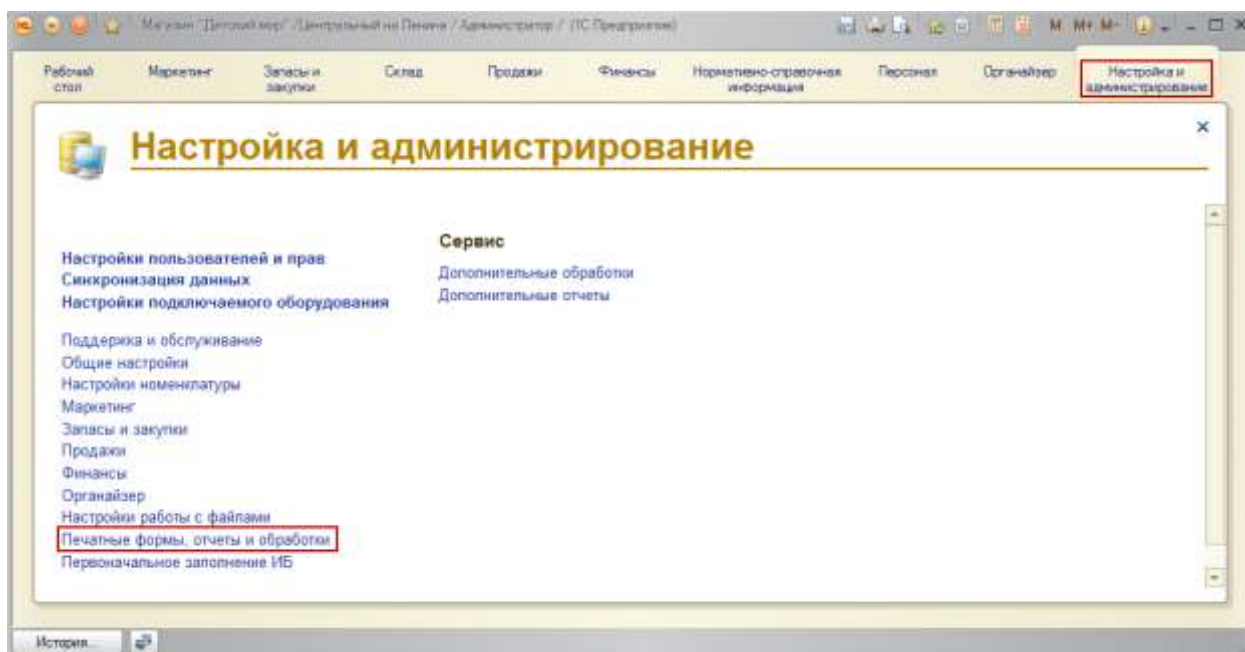 Магазин "Детский мир" / Центральный на Ленина / Администратор / (1С:Предприятие)
M M+ M-
Рабочий стол
Маркетинг
Запасы и закупки
Склад
Продажи
Финансы
Нормативно-справочная информация
Персонал
Органайзер
Настройка и администрирование
Настройка и администрирование
Настройки пользователей и прав
Синхронизация данных
Настройки подключаемого оборудования
Поддержка и обслуживание
Общие настройки
Настройки номенклатуры
Маркетинг
Запасы и закупки
Продажи
Финансы
Органайзер
Настройки работы с файлами
Печатные формы, отчеты и обработки
Первоначальное заполнение ИБ
Сервис
Дополнительные обработки
Дополнительные отчеты
История...